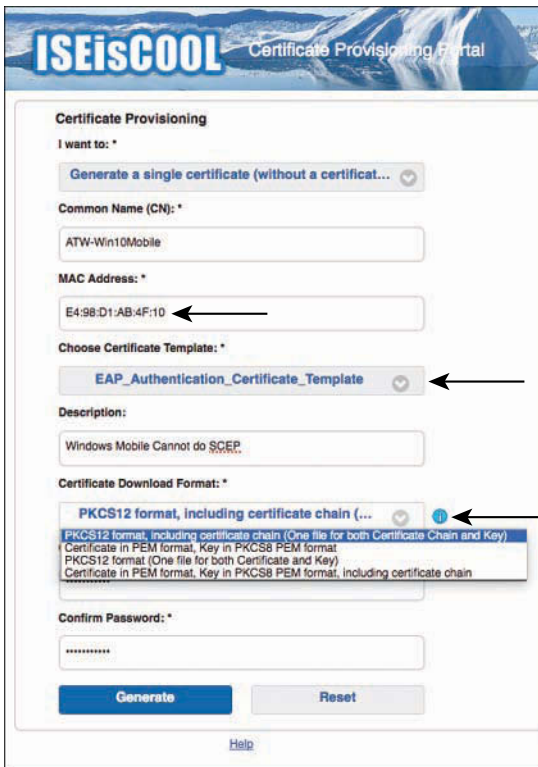 ISEisCOOL
Certificate Provisioning Portal
Certificate Provisioning
I want to: *
Generate a single certificate (without a certificat...
Common Name (CN): *
ATW-Win10Mobile
MAC Address: *
E4:98:D1:AB:4F:10
Choose Certificate Template: *
EAP_Authentication_Certificate_Template
Description:
Windows Mobile Cannot do SCEP
Certificate Download Format: *
PKCS12 format, including certificate chain (...
PKCS12 format, including certificate chain (One file for both Certificate Chain and Key)
Certificate in PEM format, Key in PKCS8 PEM format
PKCS12 format (One file for both Certificate and Key)
Certificate in PEM format, Key in PKCS8 PEM format, including certificate chain
•••••••••••
Confirm Password: *
•••••••••••
Generate
Reset
Help